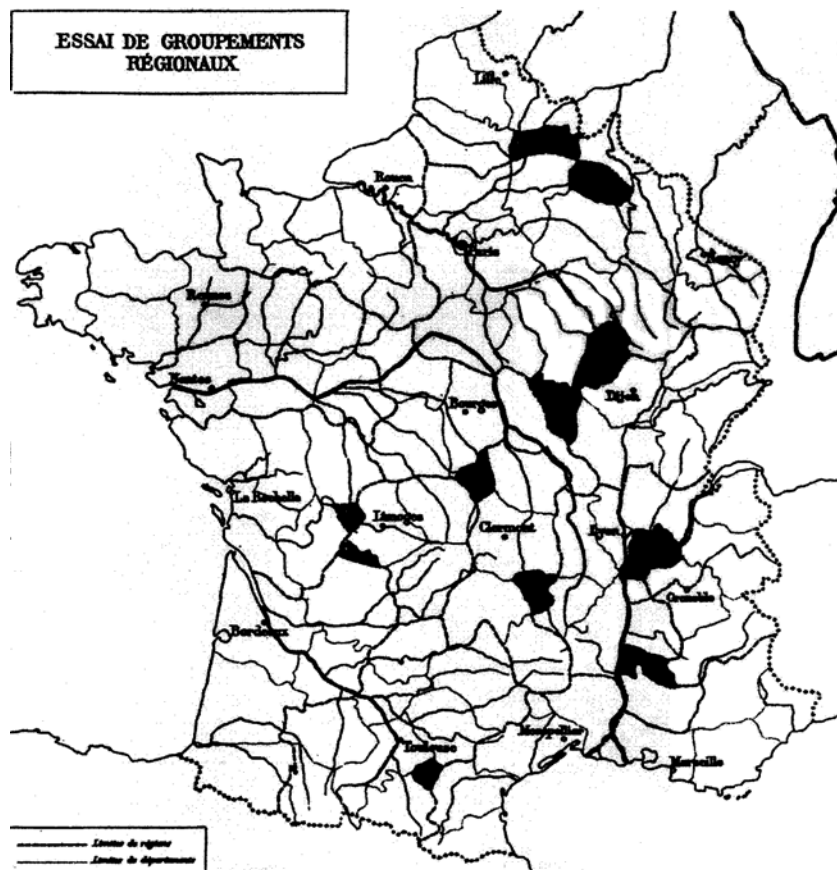 ESSAI DE GROUPEMENTS
RÉGIONAUX
Lille
Rouen
Paris
Nancy
Rennes
Nantes
Dijon
Bourges
La Rochelle
Limoges
Clermont
Lyon
Grenoble
Bordeaux
Toulouse
Montpellier
Marseille
Limites de régions
Limites de départements